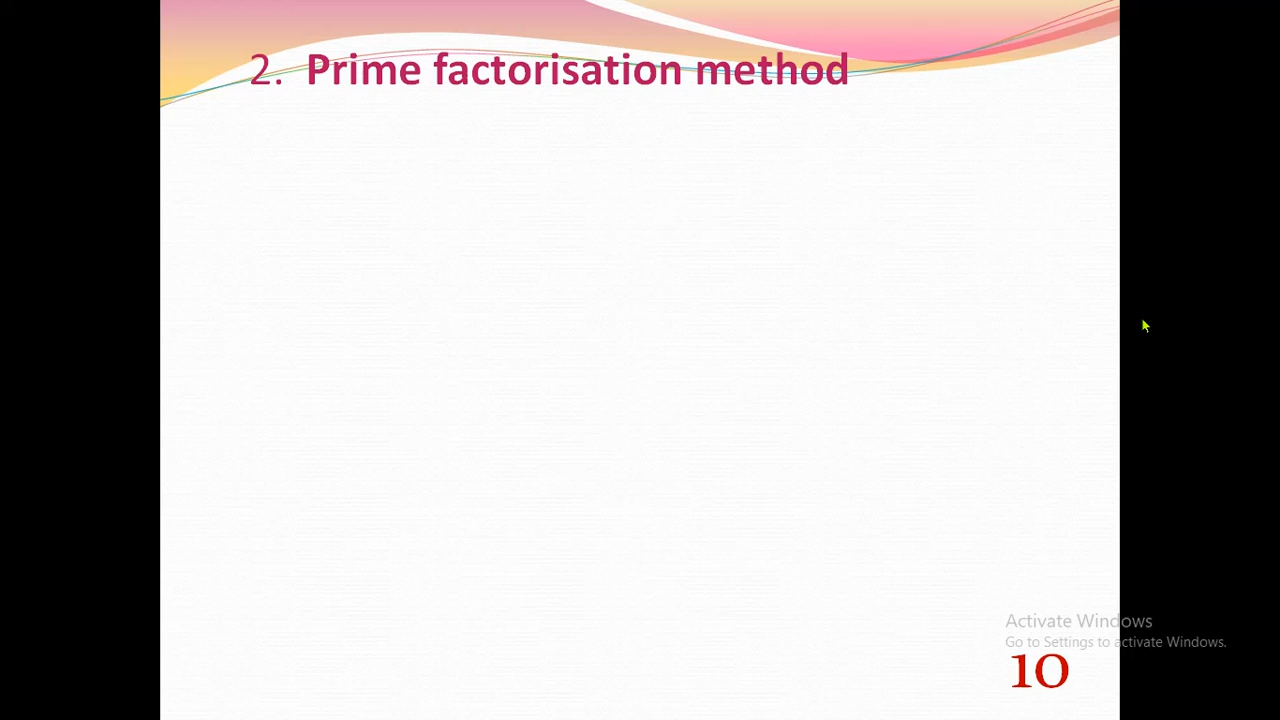 2. Prime factorisation method
Activate Windows
Go to Settings to activate Windows.
10